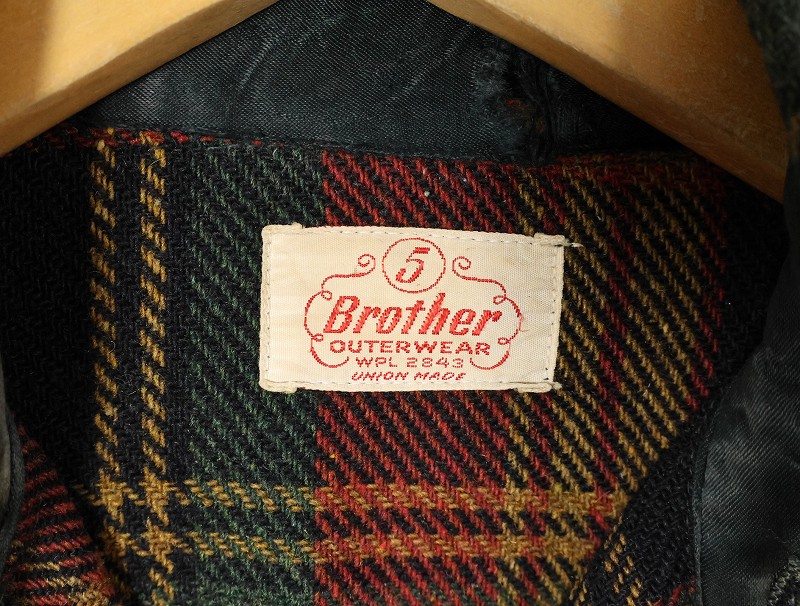 5
Brother
OUTERWEAR
WPL 2843
UNION MADE